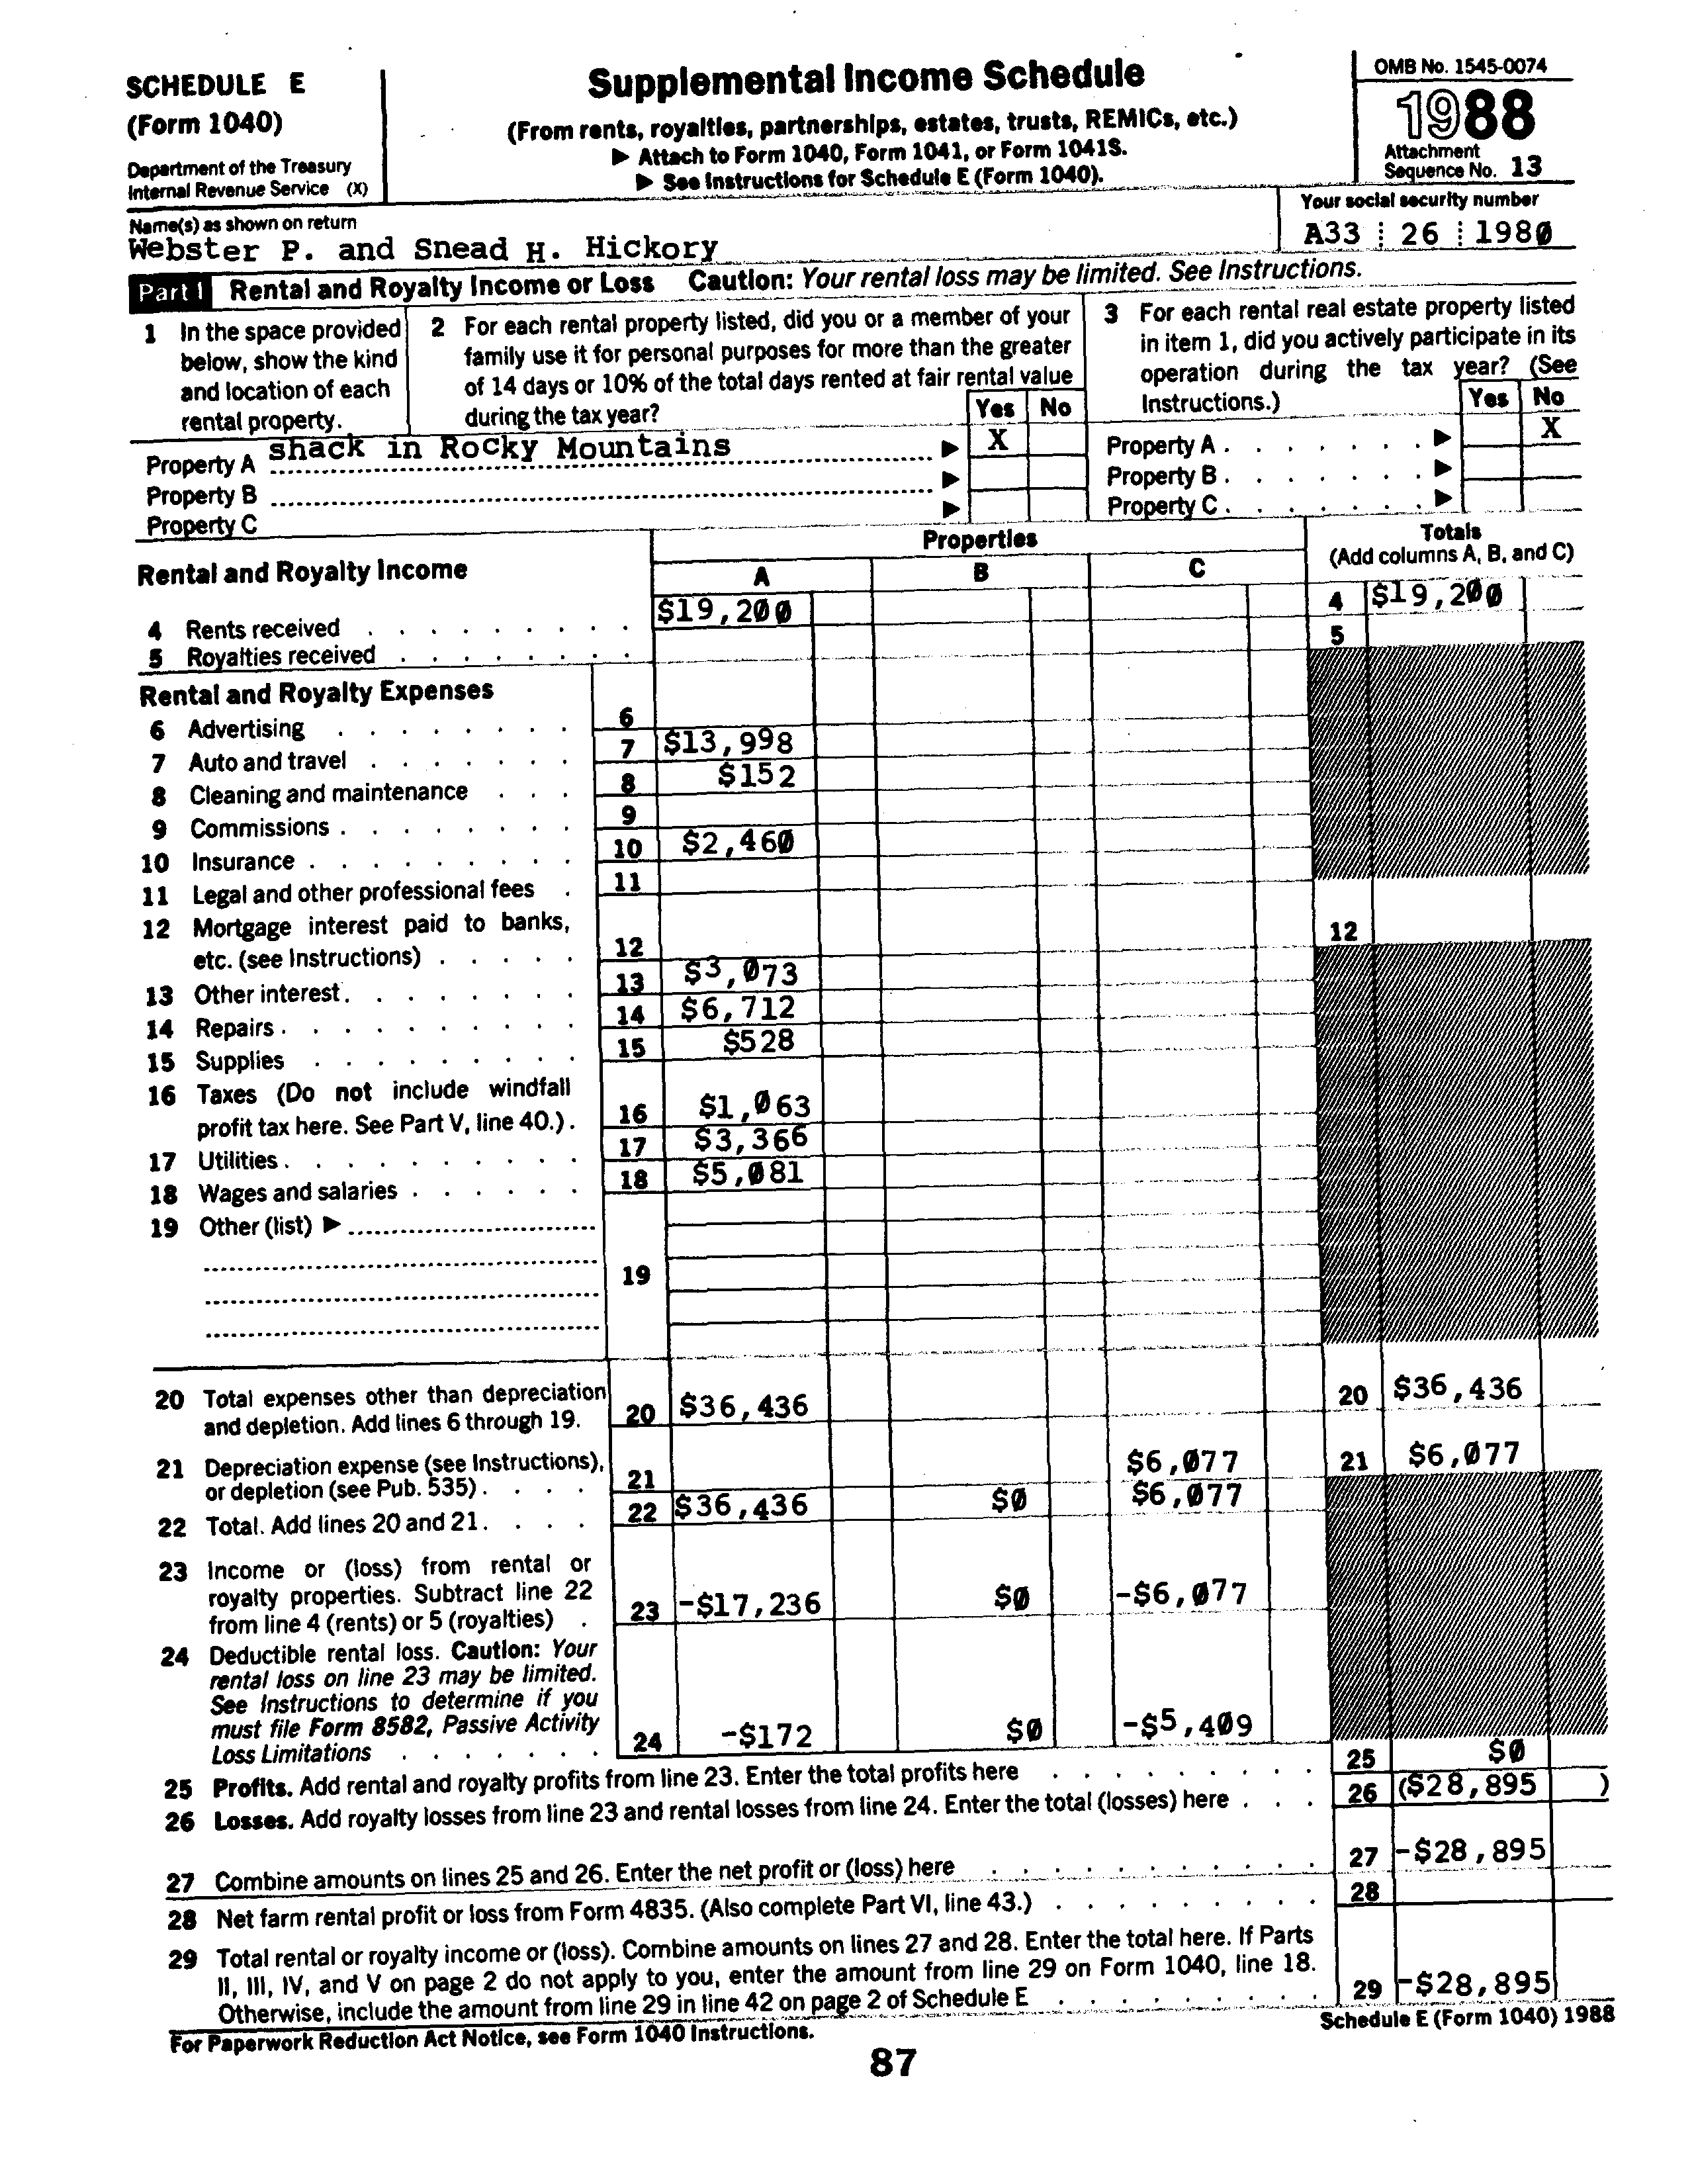 SCHEDULE E
(Form 1040)
Department of the Treasury
Internal Revenue Service (X)
Supplemental Income Schedule
(From rents, royalties, partnerships, estates, trusts, REMICs, etc.)
▶ Attach to Form 1040, Form 1041, or Form 1041S.
▶ See Instructions for Schedule E (Form 1040).
OMB No. 1545-0074
1988
Attachment
Sequence No. 13
Name(s) as shown on return
Webster P. and Snead H. Hickory
Your social security number
A33 26 1980
Part I Rental and Royalty Income or Loss Caution: Your rental loss may be limited. See Instructions.
1 In the space provided
below, show the kind
and location of each
rental property.
2 For each rental property listed, did you or a member of your
family use it for personal purposes for more than the greater
of 14 days or 10% of the total days rented at fair rental value
during the tax year?
Yes No
3 For each rental real estate property listed
in item 1, did you actively participate in its
operation during the tax year? (See
Instructions.)
Yes No
Property A shack in Rocky Mountains ▶ X Property A ▶ X
Property B ▶ Property B ▶
Property C ▶ Property C ▶
Rental and Royalty Income
Properties
A B C
Totals
(Add columns A, B, and C)
4 Rents received $19,200 4 $19,200
5 Royalties received 5
Rental and Royalty Expenses
6 Advertising 6
7 Auto and travel 7 $13,998
8 Cleaning and maintenance 8 $152
9 Commissions 9
10 Insurance 10 $2,460
11 Legal and other professional fees 11
12 Mortgage interest paid to banks,
etc. (see Instructions) 12 12
13 Other interest 13 $3,073
14 Repairs 14 $6,712
15 Supplies 15 $528
16 Taxes (Do not include windfall
profit tax here. See Part V, line 40.) 16 $1,063
17 Utilities 17 $3,366
18 Wages and salaries 18 $5,081
19 Other (list) ▶
19
20 Total expenses other than depreciation
and depletion. Add lines 6 through 19. 20 $36,436 20 $36,436
21 Depreciation expense (see Instructions),
or depletion (see Pub. 535) 21 $6,077 21 $6,077
22 Total. Add lines 20 and 21 22 $36,436 $0 $6,077
23 Income or (loss) from rental or
royalty properties. Subtract line 22
from line 4 (rents) or 5 (royalties) 23 -$17,236 $0 -$6,077
24 Deductible rental loss. Caution: Your
rental loss on line 23 may be limited.
See Instructions to determine if you
must file Form 8582, Passive Activity
Loss Limitations 24 -$172 $0 -$5,409
25 Profits. Add rental and royalty profits from line 23. Enter the total profits here 25 $0
26 Losses. Add royalty losses from line 23 and rental losses from line 24. Enter the total (losses) here 26 ($28,895 )
27 Combine amounts on lines 25 and 26. Enter the net profit or (loss) here 27 -$28,895
28 Net farm rental profit or loss from Form 4835. (Also complete Part VI, line 43.) 28
29 Total rental or royalty income or (loss). Combine amounts on lines 27 and 28. Enter the total here. If Parts
II, III, IV, and V on page 2 do not apply to you, enter the amount from line 29 on Form 1040, line 18.
Otherwise, include the amount from line 29 in line 42 on page 2 of Schedule E 29 -$28,895
For Paperwork Reduction Act Notice, see Form 1040 Instructions.
Schedule E (Form 1040) 1988
87